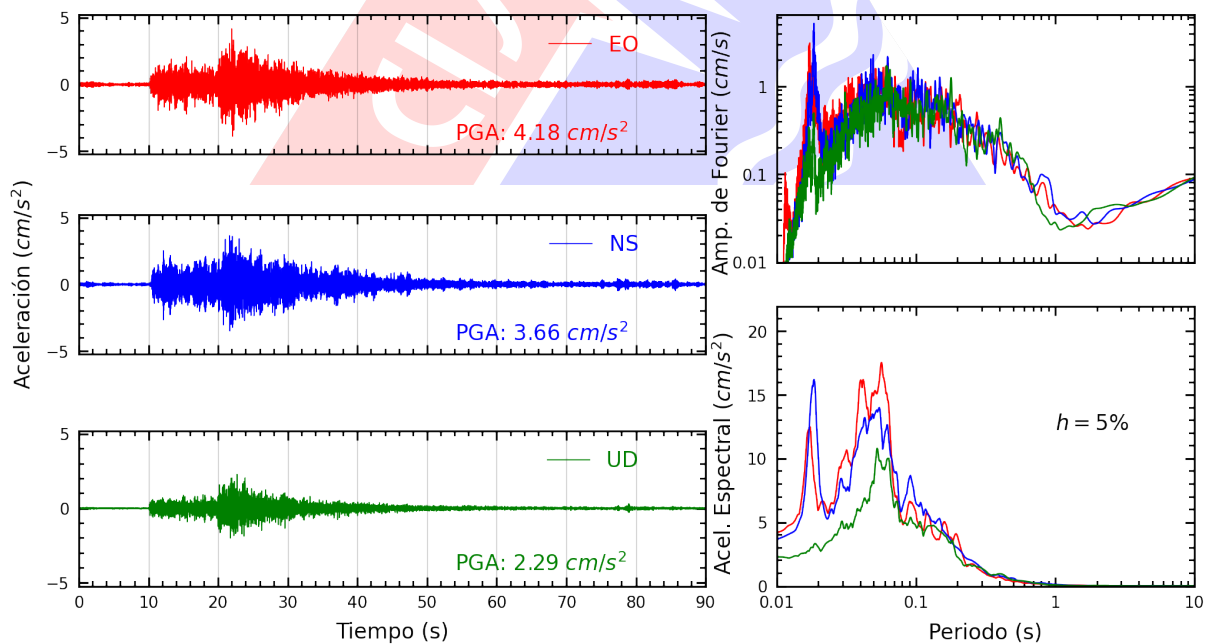 Aceleración (cm/s²)
5
0
−5
EO
PGA: 4.18 cm/s²
5
0
−5
NS
PGA: 3.66 cm/s²
5
0
−5
UD
PGA: 2.29 cm/s²
0 10 20 30 40 50 60 70 80 90
Tiempo (s)
Amp. de Fourier (cm/s)
1
0.1
0.01
Acel. Espectral (cm/s²)
20
15
10
5
0
h = 5%
0.01 0.1 1 10
Periodo (s)